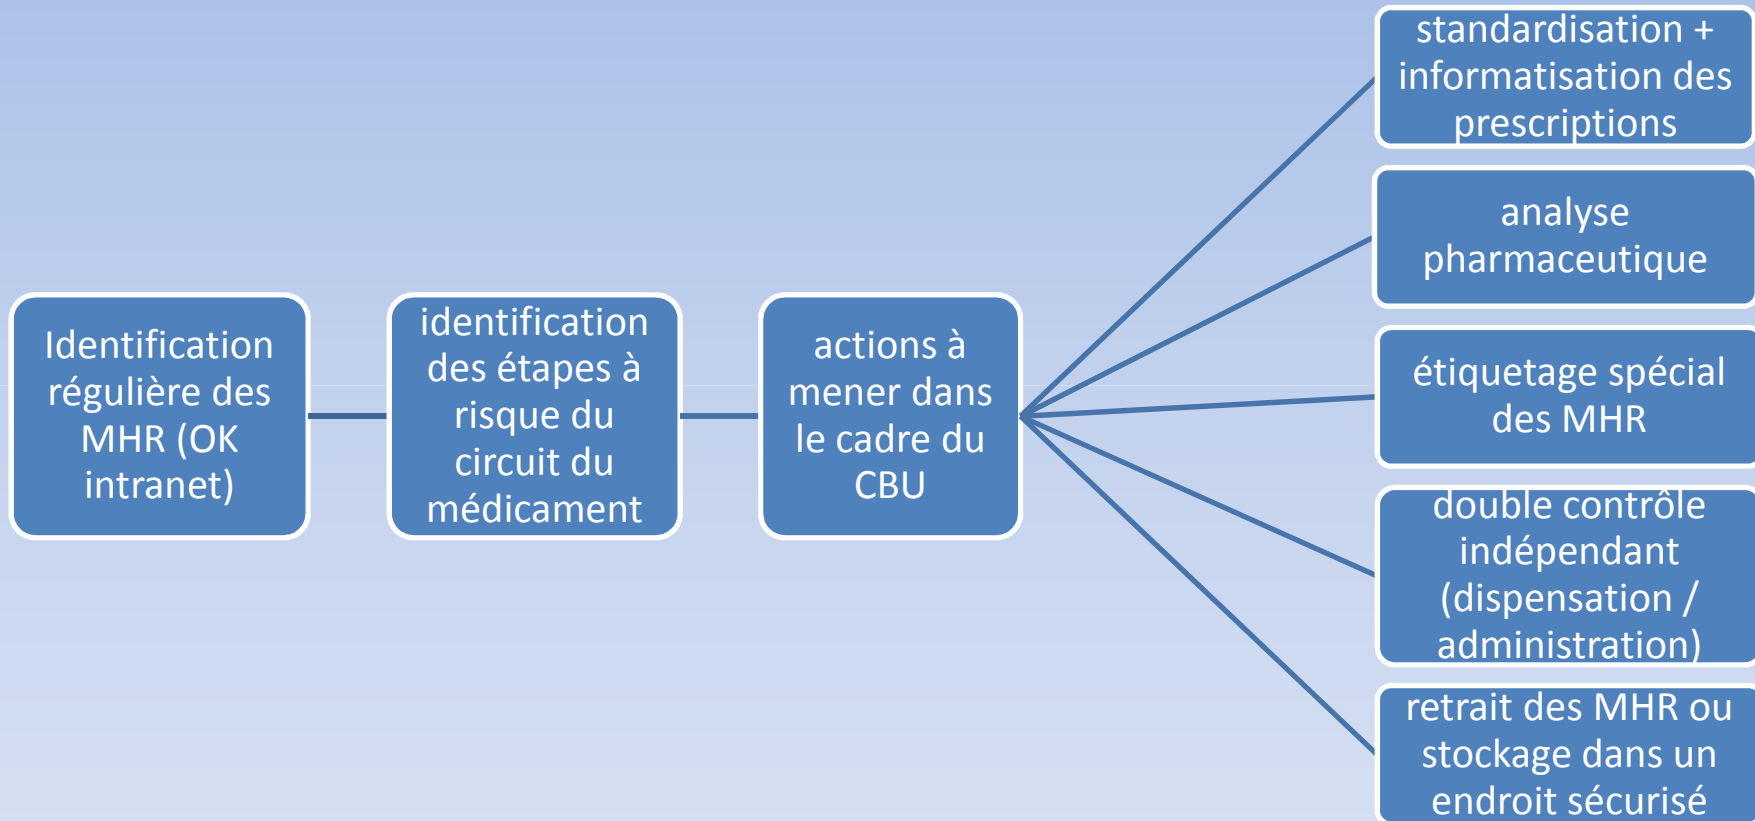 Identification
régulière des
MHR (OK
intranet)
identification
des étapes à
risque du
circuit du
médicament
actions à
mener dans
le cadre du
CBU
standardisation +
informatisation des
prescriptions
analyse
pharmaceutique
étiquetage spécial
des MHR
double contrôle
indépendant
(dispensation /
administration)
retrait des MHR ou
stockage dans un
endroit sécurisé